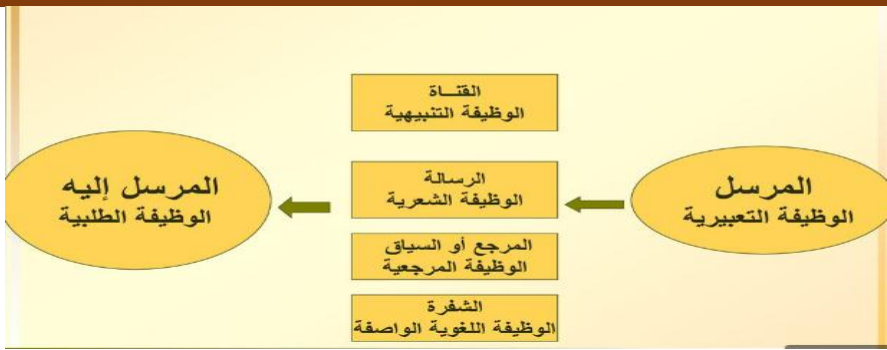 المرسل
الوظيفة التعبيرية
القنــاة
الوظيفة التنبيهية
الرسالة
الوظيفة الشعرية
المرجع أو السياق
الوظيفة المرجعية
الشفرة
الوظيفة اللغوية الواصفة
المرسل إليه
الوظيفة الطلبية